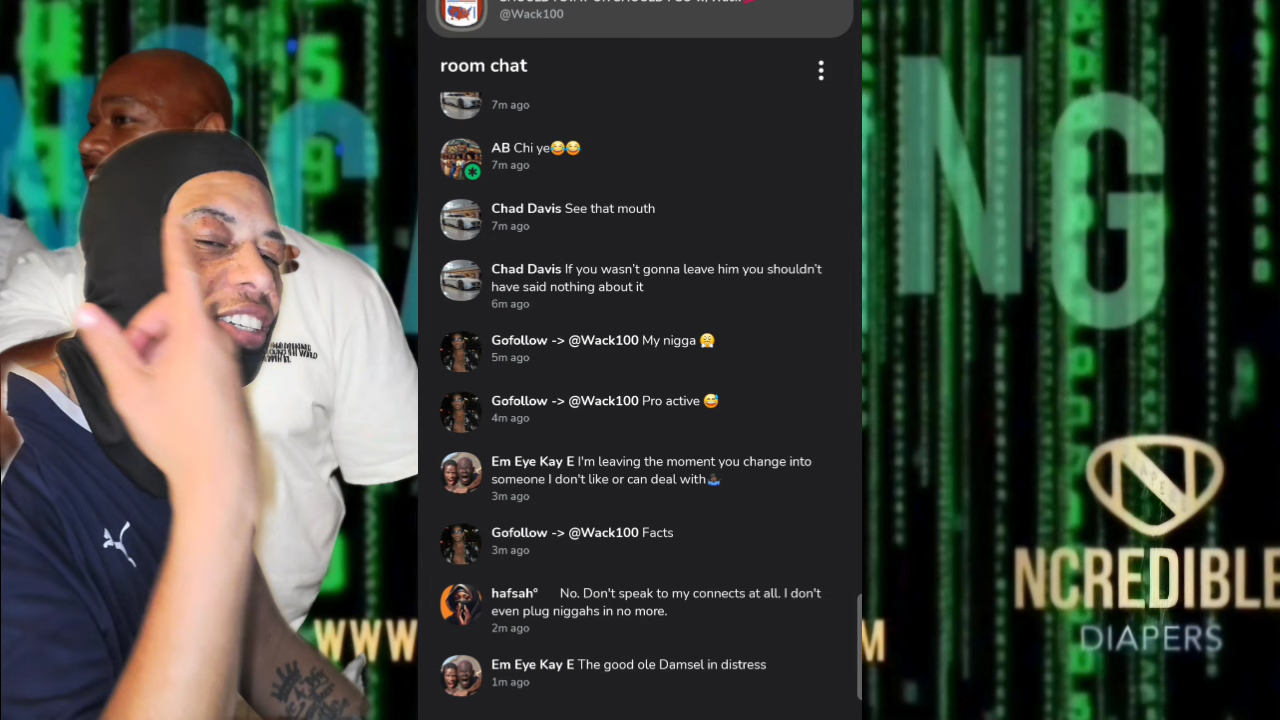 @Wack100
room chat
7m ago
AB Chi ye😂😂
7m ago
Chad Davis See that mouth
7m ago
Chad Davis If you wasn't gonna leave him you shouldn't
have said nothing about it
6m ago
Gofollow -> @Wack100 My nigga 🤗
5m ago
Gofollow -> @Wack100 Pro active 😅
4m ago
Em Eye Kay E I'm leaving the moment you change into
someone I don't like or can deal with🤷🏿‍♂️
3m ago
Gofollow -> @Wack100 Facts
3m ago
hafsah° No. Don't speak to my connects at all. I don't
even plug niggahs in no more.
2m ago
Em Eye Kay E The good ole Damsel in distress
1m ago
NG
NCREDIBLE
DIAPERS
WWW
M